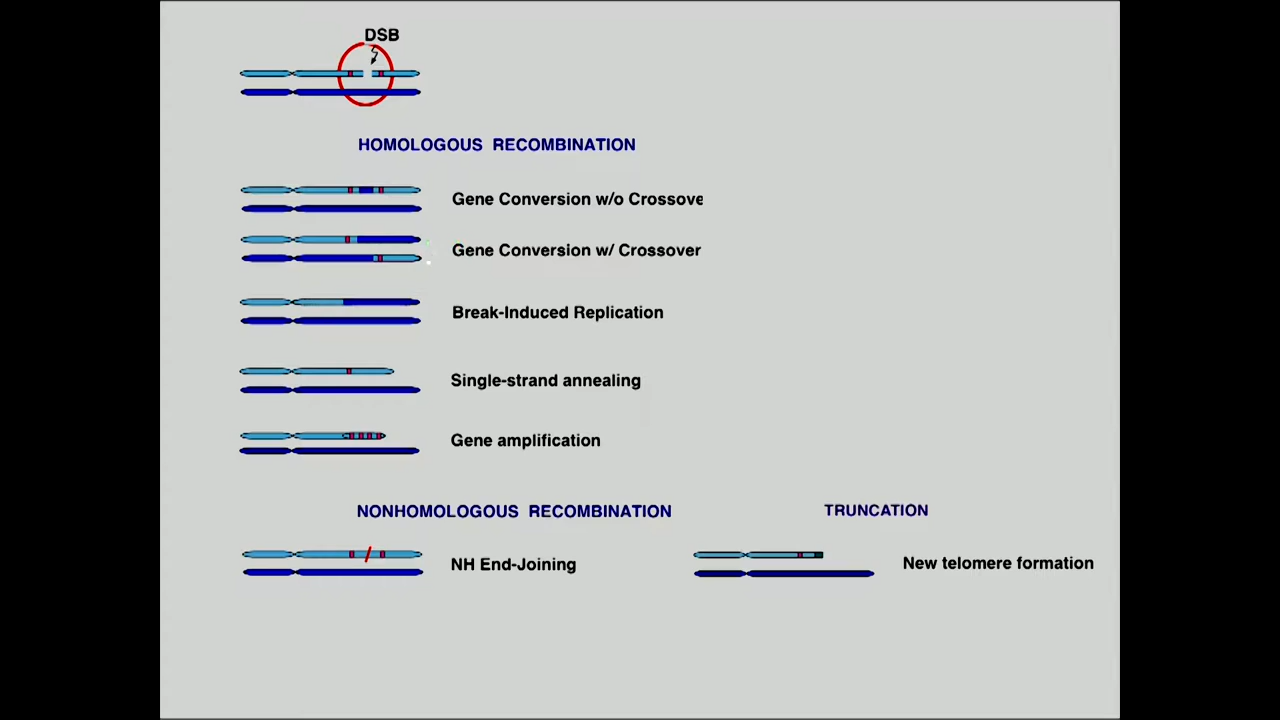 DSB
HOMOLOGOUS RECOMBINATION
Gene Conversion w/o Crossove
Gene Conversion w/ Crossover
Break-Induced Replication
Single-strand annealing
Gene amplification
NONHOMOLOGOUS RECOMBINATION
TRUNCATION
NH End-Joining
New telomere formation